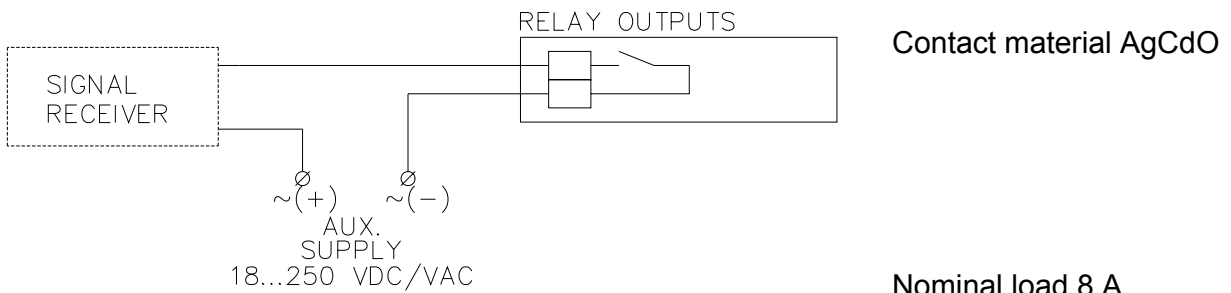 RELAY OUTPUTS
Contact material AgCdO
SIGNAL
RECEIVER
~(+)
~(-)
AUX.
SUPPLY
18...250 VDC/VAC
Nominal load 8 A